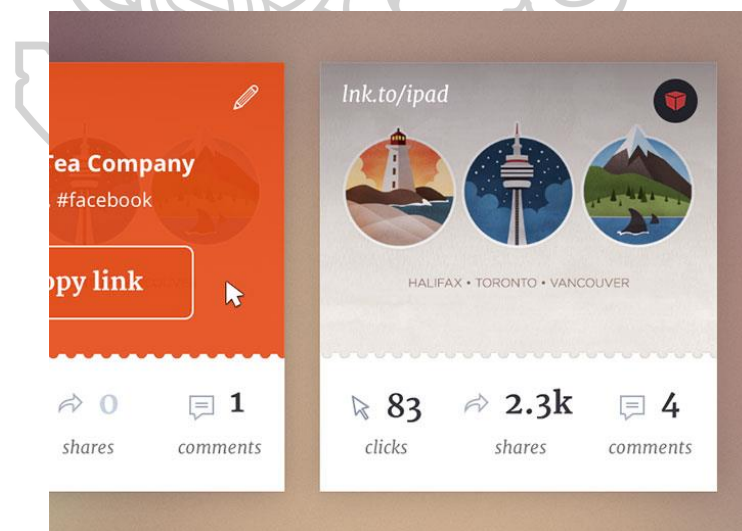 Tea Company
#facebook
opy link
0
shares
1
comments
lnk.to/ipad
HALIFAX • TORONTO • VANCOUVER
83
clicks
2.3k
shares
4
comments